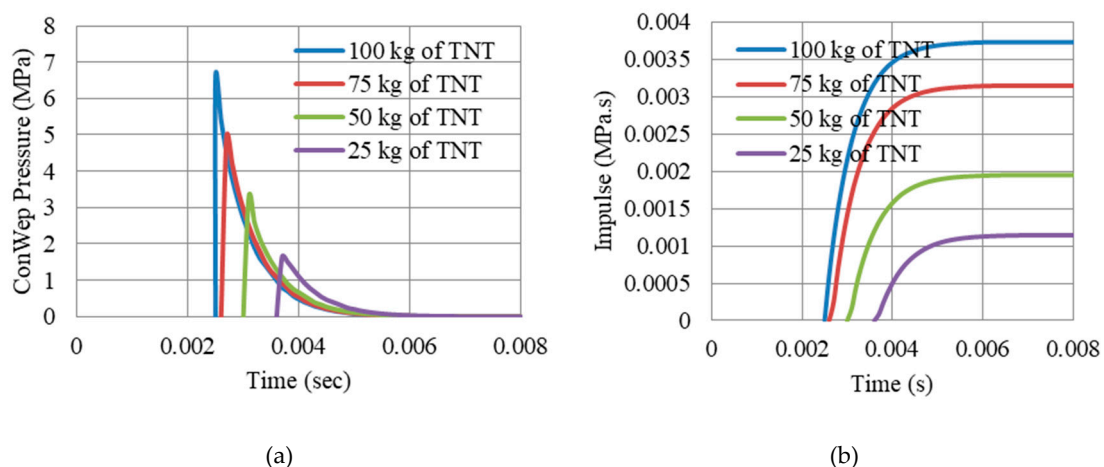 8
7
6
5
4
3
2
1
0
ConWep Pressure (MPa)
100 kg of TNT
75 kg of TNT
50 kg of TNT
25 kg of TNT
0
0.002
0.004
0.006
0.008
Time (sec)
(a)
0.004
0.0035
0.003
0.0025
0.002
0.0015
0.001
0.0005
0
Impulse (MPa.s)
100 kg of TNT
75 kg of TNT
50 kg of TNT
25 kg of TNT
0
0.002
0.004
0.006
0.008
Time (s)
(b)